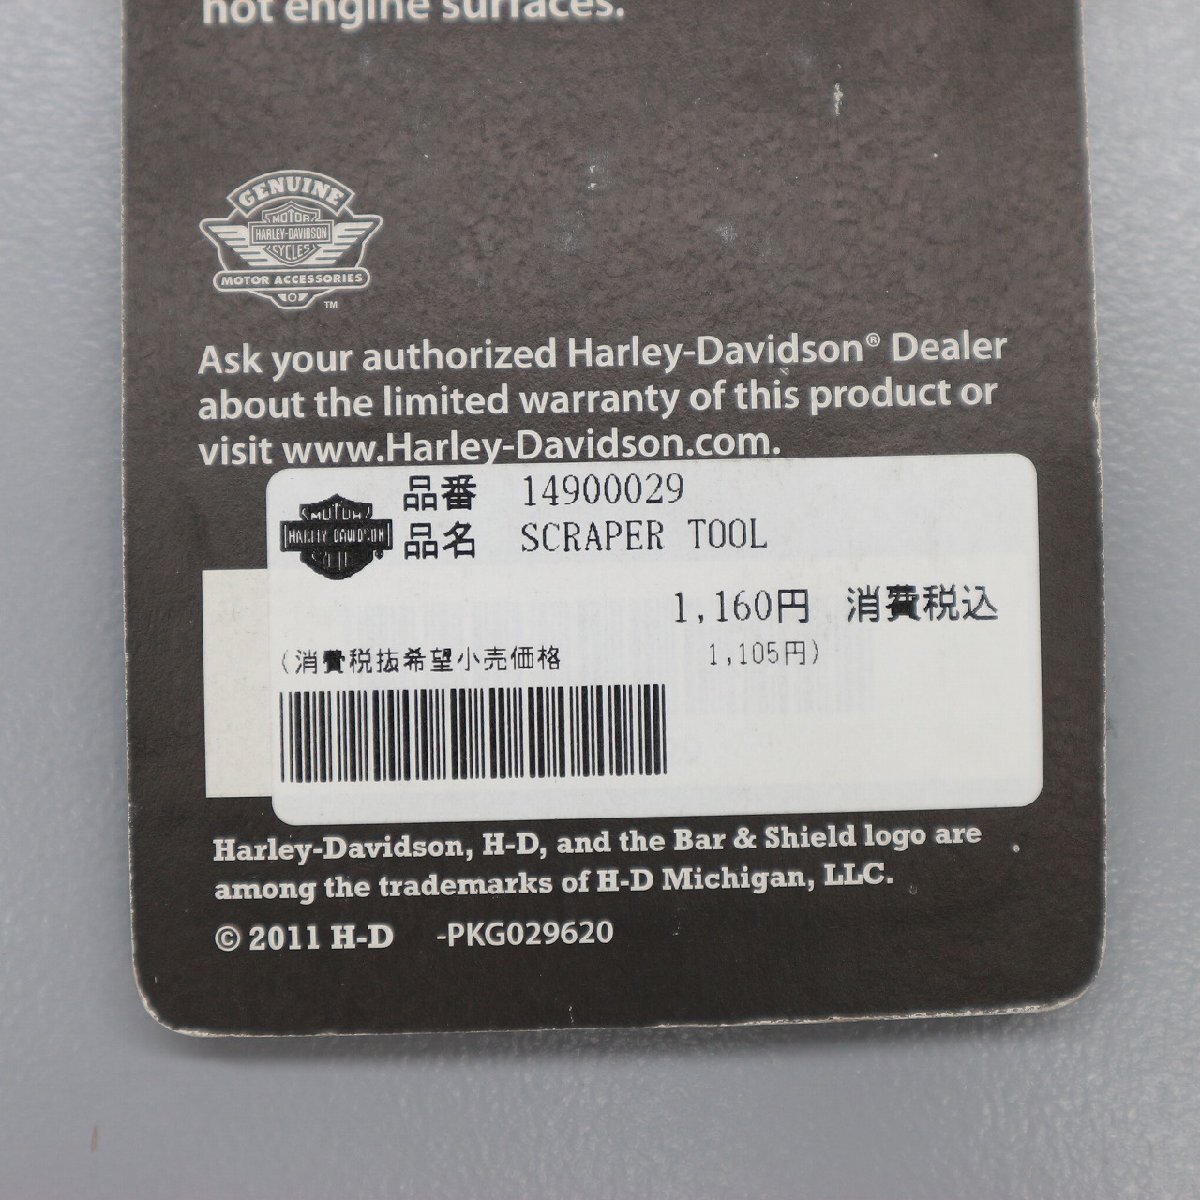 hot engine surfaces.
GENUINE
MOTOR
HARLEY-DAVIDSON
CYCLES
MOTOR ACCESSORIES
TM
Ask your authorized Harley-Davidson® Dealer
about the limited warranty of this product or
visit www.Harley-Davidson.com.
品番 14900029
MOTOR
HARLEY-DAVIDSON
品名 SCRAPER TOOL
1,160円 消費税込
(消費税抜希望小売価格 1,105円)
Harley-Davidson, H-D, and the Bar & Shield logo are
among the trademarks of H-D Michigan, LLC.
© 2011 H-D -PKG029620